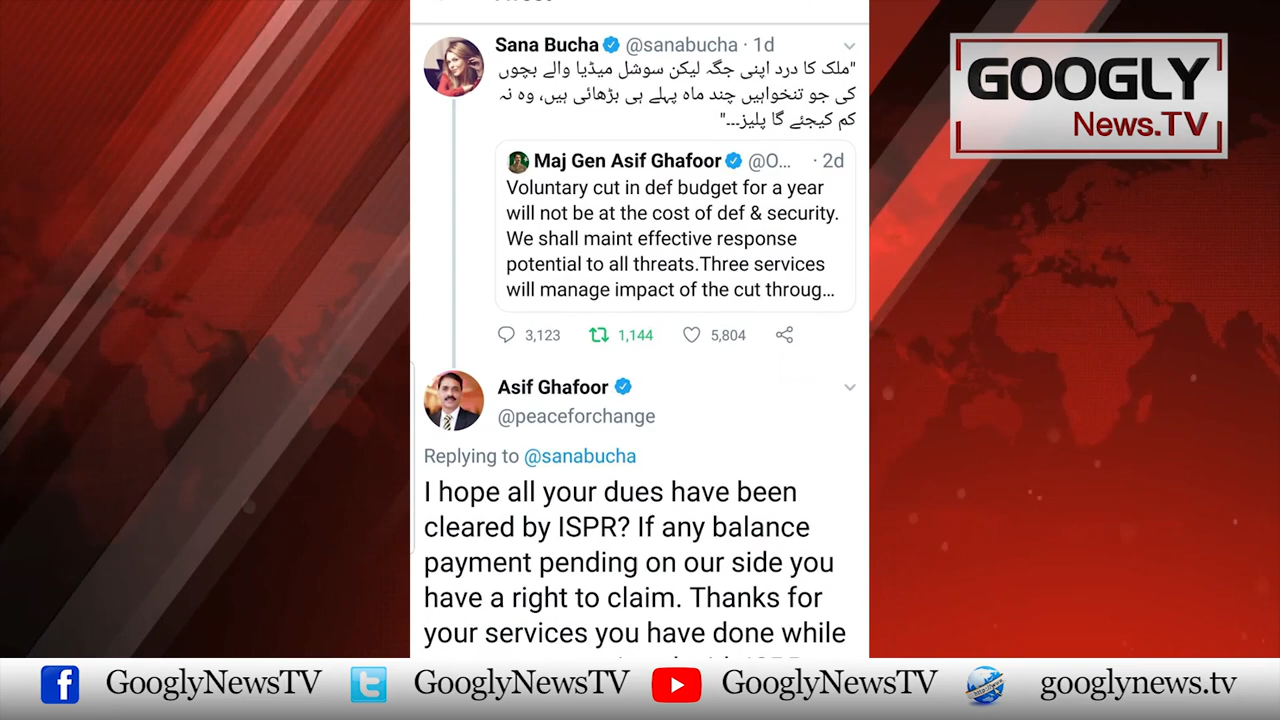 Sana Bucha @sanabucha · 1d
"ملک کا درد اپنی جگہ لیکن سوشل میڈیا والے بچوں
کی جو تنخواہیں چند ماہ پہلے ہی بڑھائی ہیں، وہ نہ
کم کیجئے گا پلیز۔۔۔"
Maj Gen Asif Ghafoor @O... · 2d
Voluntary cut in def budget for a year
will not be at the cost of def & security.
We shall maint effective response
potential to all threats.Three services
will manage impact of the cut throug...
3,123 1,144 5,804
Asif Ghafoor
@peaceforchange
Replying to @sanabucha
I hope all your dues have been
cleared by ISPR? If any balance
payment pending on our side you
have a right to claim. Thanks for
your services you have done while
GOOGLY
News.TV
GooglyNewsTV GooglyNewsTV GooglyNewsTV googlynews.tv